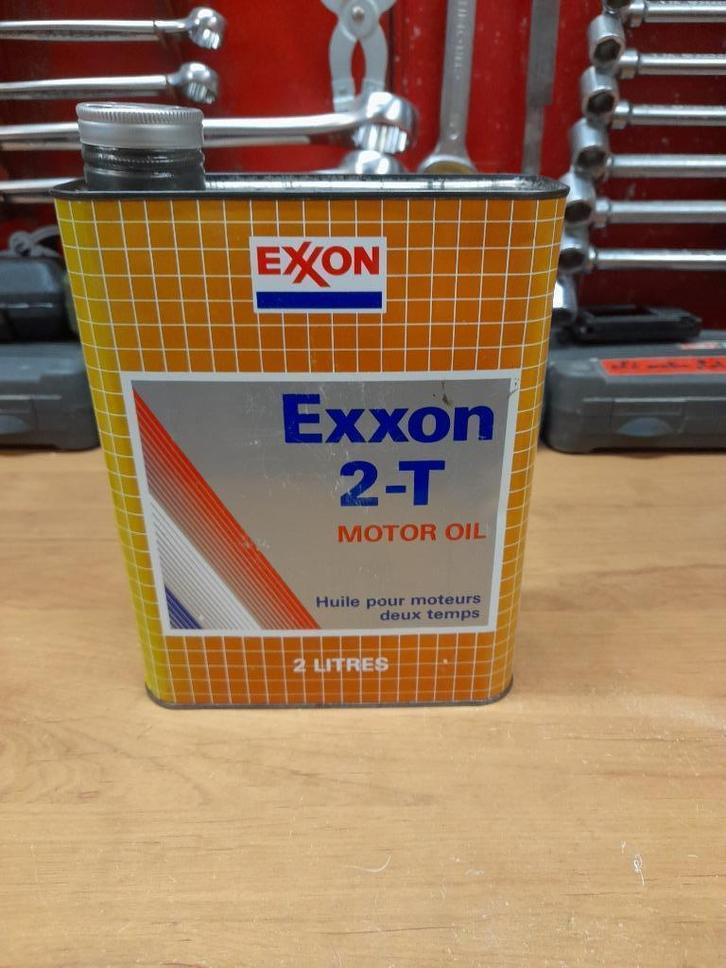 EXXON
Exxon
2-T
MOTOR OIL
Huile pour moteurs
deux temps
2 LITRES